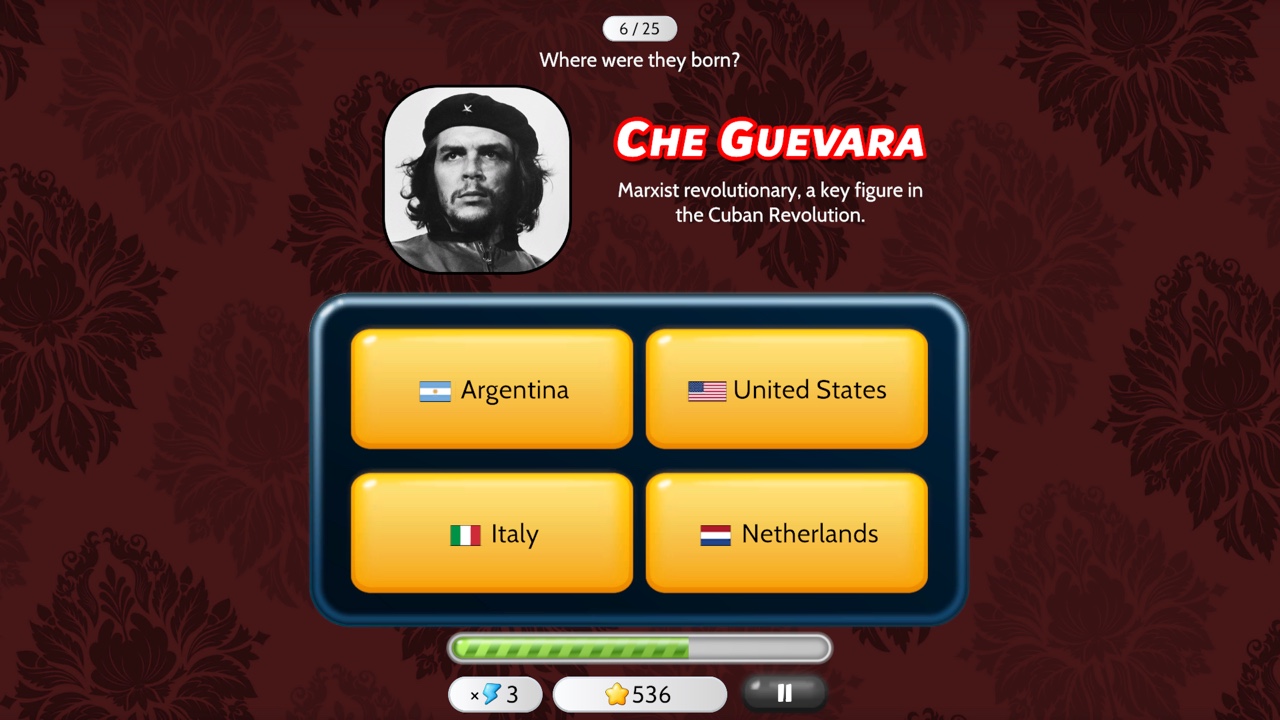 6 / 25
Where were they born?
CHE GUEVARA
Marxist revolutionary, a key figure in
the Cuban Revolution.
Argentina
United States
Italy
Netherlands
×3
536